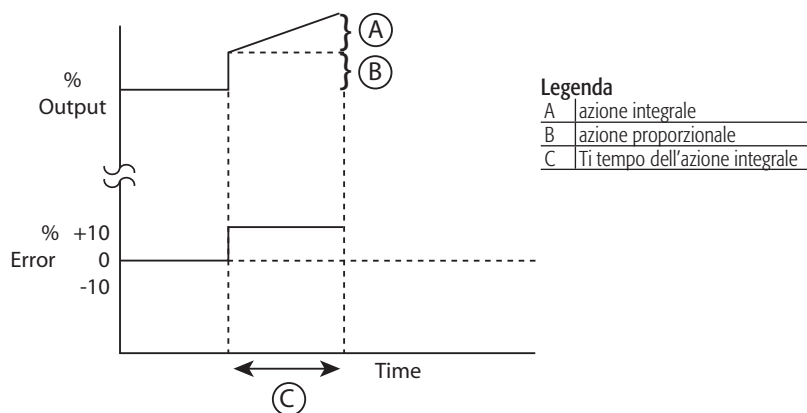 A
B
%
Output
Legenda
A azione integrale
B azione proporzionale
C Ti tempo dell'azione integrale
% +10
Error 0
-10
Time
C